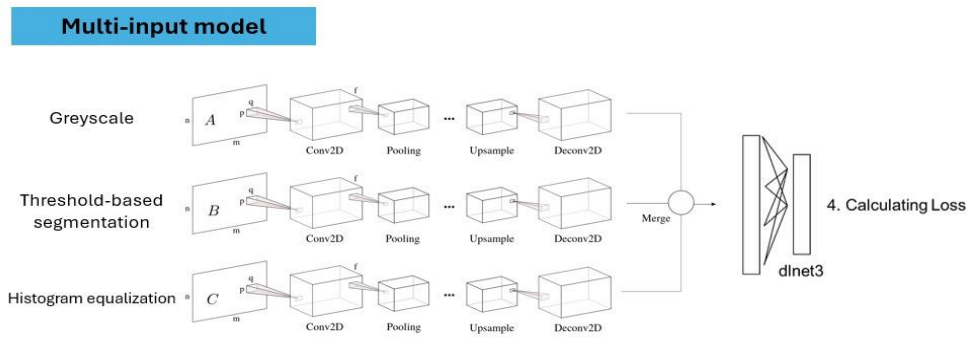 Multi-input model
Greyscale
n
A
p
q
m
f
Conv2D
Pooling
...
Upsample
Deconv2D
Threshold-based
segmentation
n
B
p
q
m
f
Conv2D
Pooling
...
Upsample
Deconv2D
Histogram equalization
n
C
p
q
m
f
Conv2D
Pooling
...
Upsample
Deconv2D
Merge
dlnet3
4. Calculating Loss